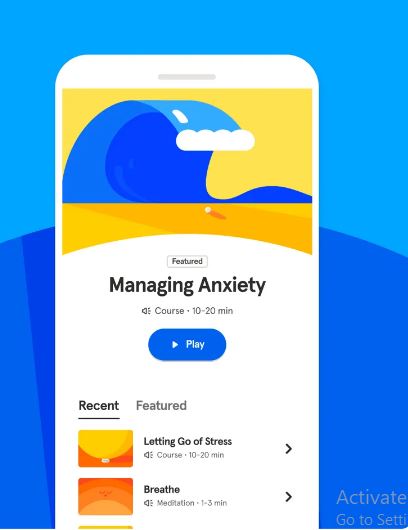 Featured
Managing Anxiety
Course • 10-20 min
Play
Recent Featured
Letting Go of Stress
Course • 10-20 min
Breathe
Meditation • 1-3 min
Activate
Go to Setti